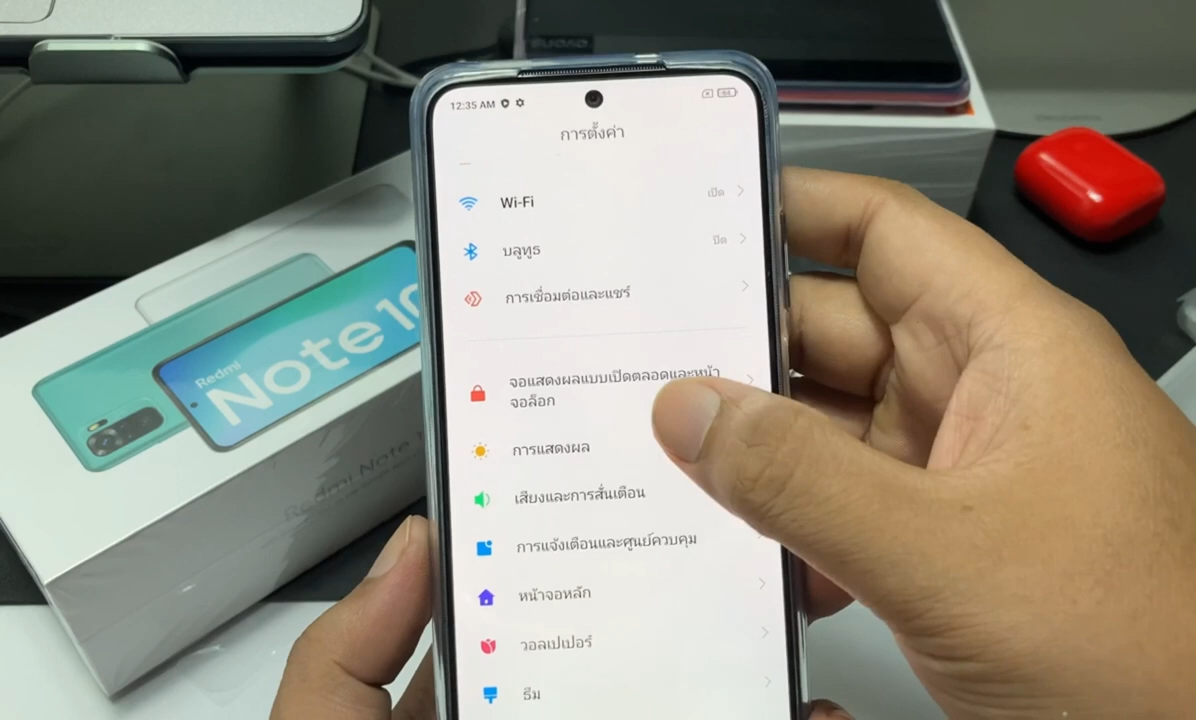 12:35 AM
64
การตั้งค่า
Wi-Fi
เปิด
บลูทูธ
ปิด
การเชื่อมต่อและแชร์
จอแสดงผลแบบเปิดตลอดและหน้า
จอล็อก
การแสดงผล
เสียงและการสั่นเตือน
การแจ้งเตือนและศูนย์ควบคุม
หน้าจอหลัก
วอลเปเปอร์
ธีม
Redmi
Note 10
Redmi Note